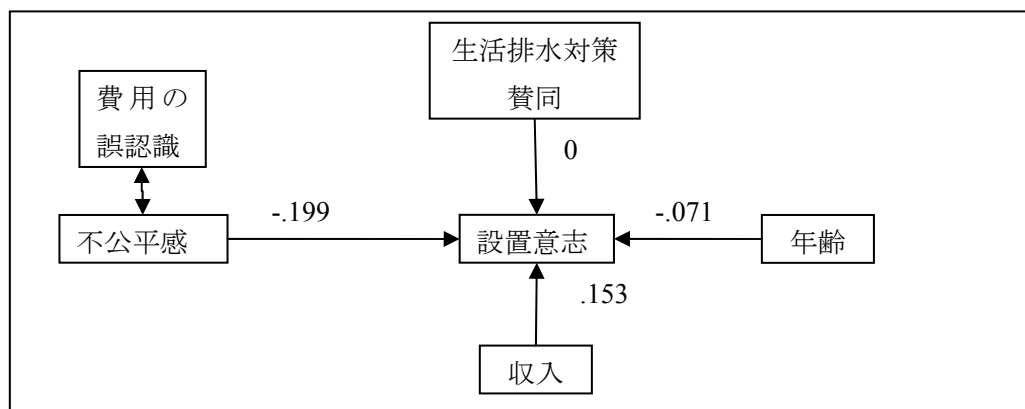 生活排水対策
賛同
費用の
誤認識
0
-.199
-.071
不公平感
設置意志
年齢
.153
収入